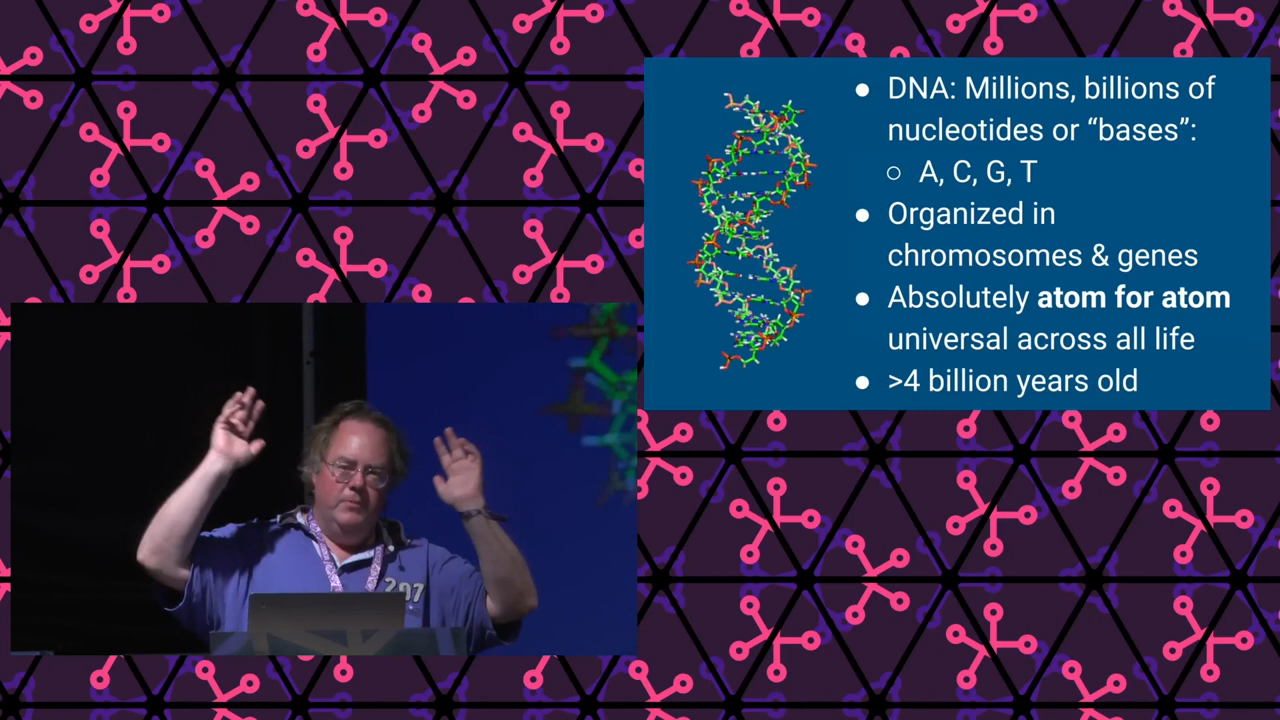 ● DNA: Millions, billions of
nucleotides or “bases”:
○ A, C, G, T
● Organized in
chromosomes & genes
● Absolutely atom for atom
universal across all life
● >4 billion years old
207